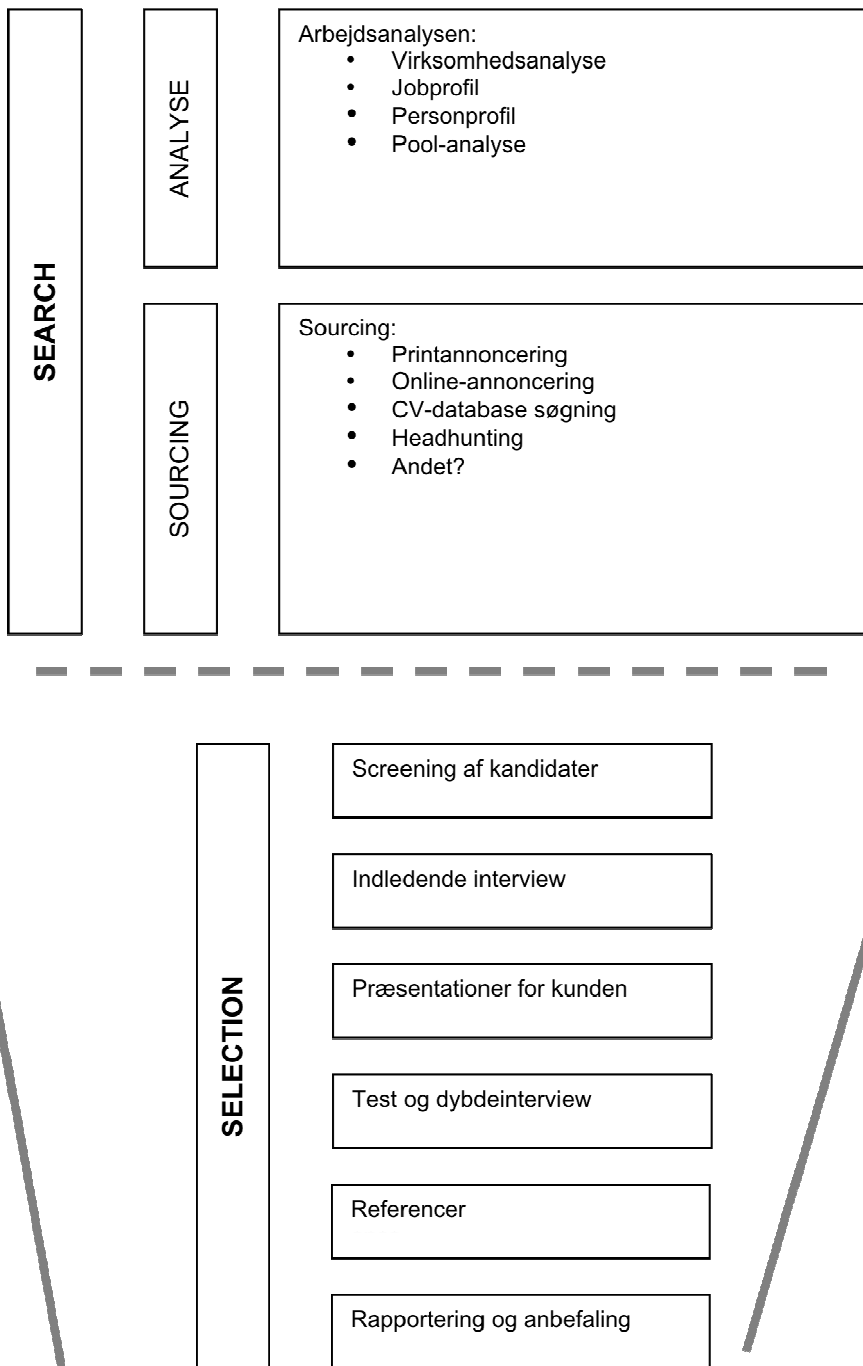 SEARCH
ANALYSE
Arbejdsanalysen:
• Virksomhedsanalyse
• Jobprofil
• Personprofil
• Pool-analyse
SOURCING
Sourcing:
• Printannoncering
• Online-annoncering
• CV-database søgning
• Headhunting
• Andet?
SELECTION
Screening af kandidater
Indledende interview
Præsentationer for kunden
Test og dybdeinterview
Referencer
Rapportering og anbefaling